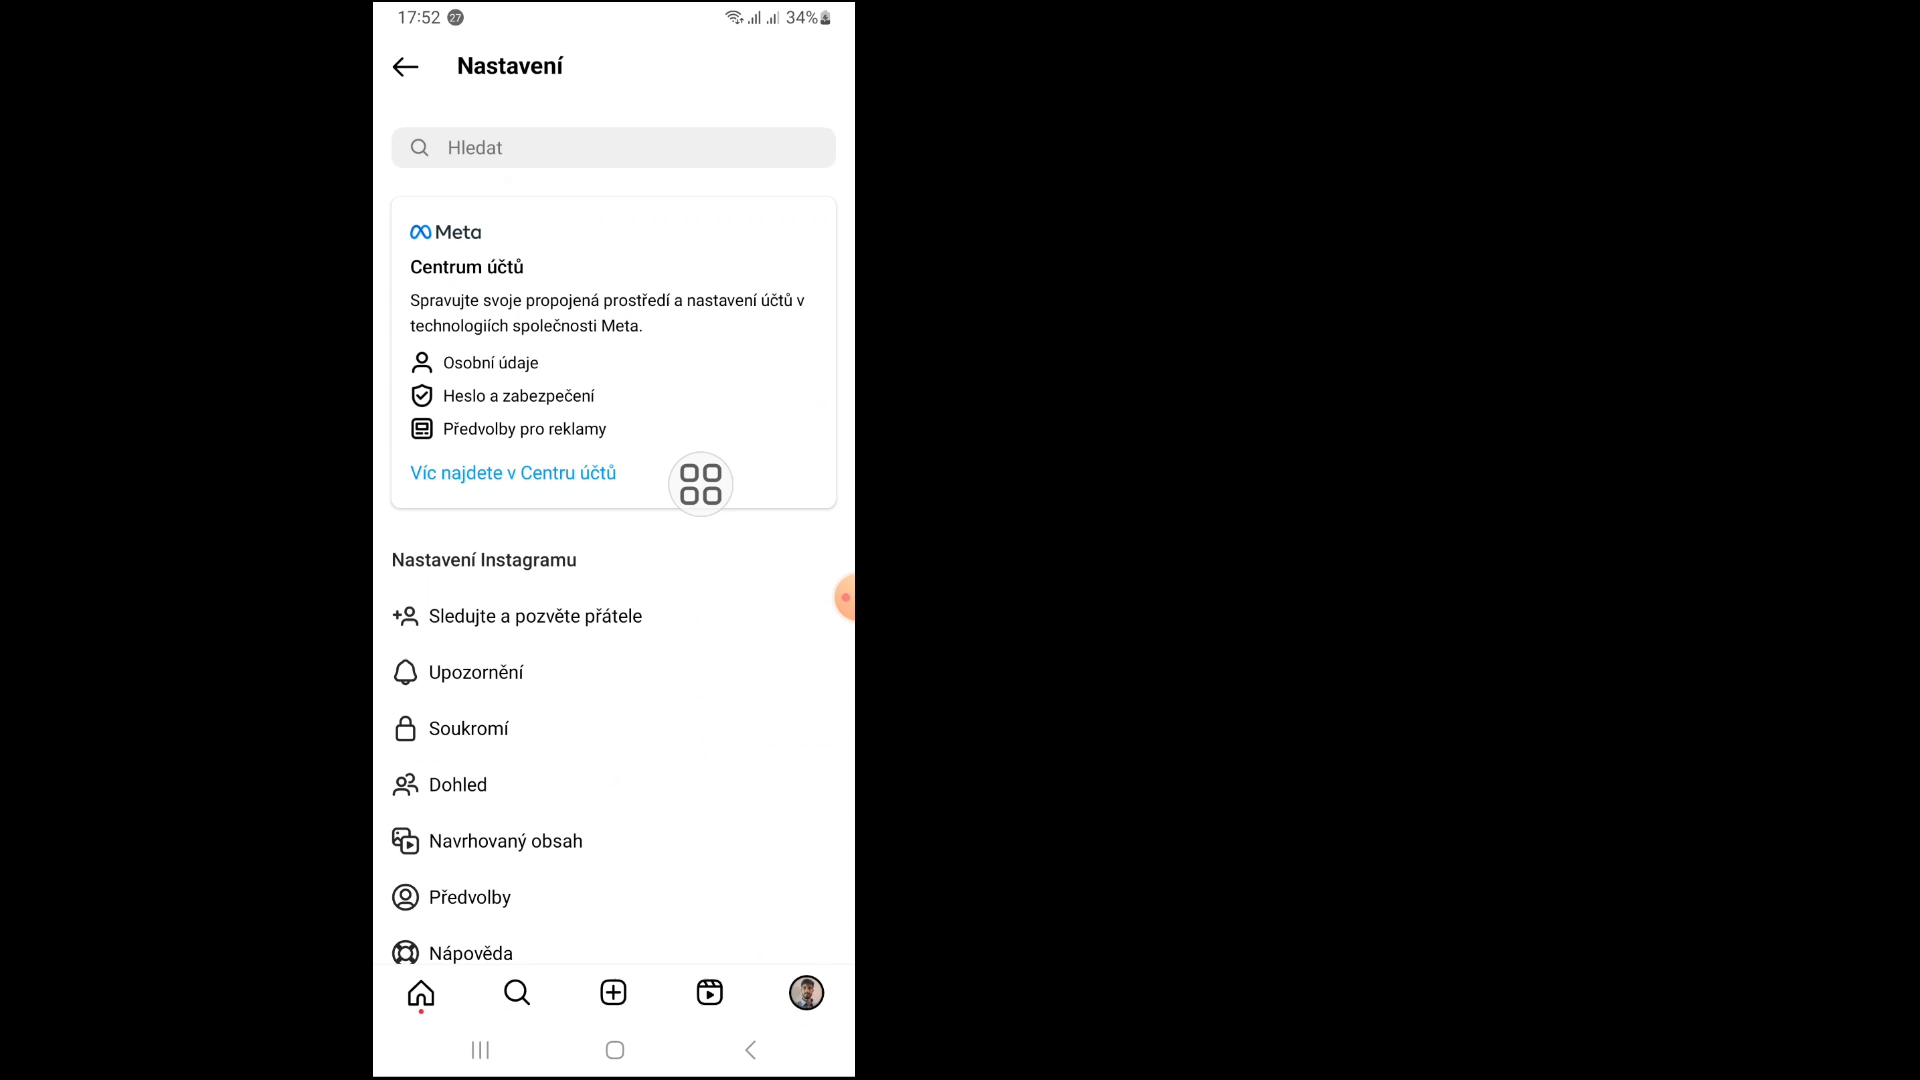 17:52 27 34%
Nastavení
Hledat
Meta
Centrum účtů
Spravujte svoje propojená prostředí a nastavení účtů v
technologiích společnosti Meta.
Osobní údaje
Heslo a zabezpečení
Předvolby pro reklamy
Víc najdete v Centru účtů
Nastavení Instagramu
Sledujte a pozvěte přátele
Upozornění
Soukromí
Dohled
Navrhovaný obsah
Předvolby
Nápověda